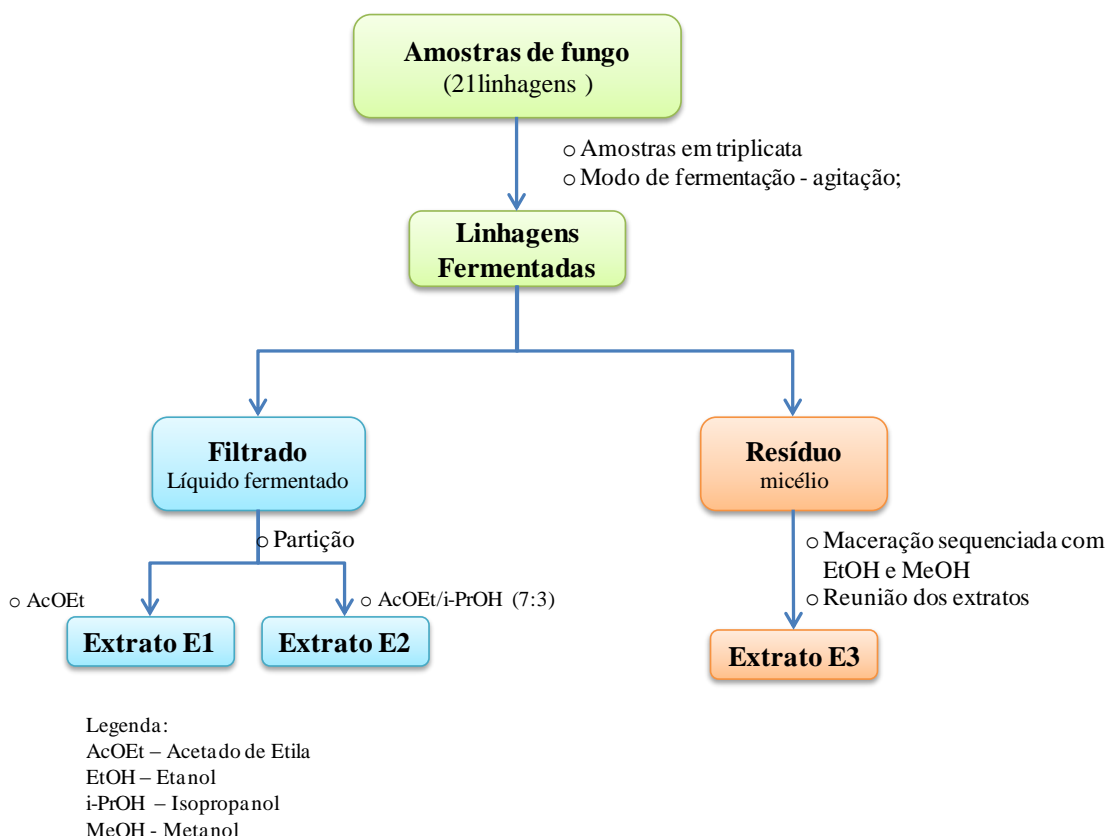 Amostras de fungo
(21linhagens )
○ Amostras em triplicata
○ Modo de fermentação - agitação;
Linhagens
Fermentadas
Filtrado
Líquido fermentado
Resíduo
micélio
○ Partição
○ Maceração sequenciada com
EtOH e MeOH
○ Reunião dos extratos
○ AcOEt
○ AcOEt/i-PrOH (7:3)
Extrato E1
Extrato E2
Extrato E3
Legenda:
AcOEt – Acetado de Etila
EtOH – Etanol
i-PrOH – Isopropanol
MeOH - Metanol